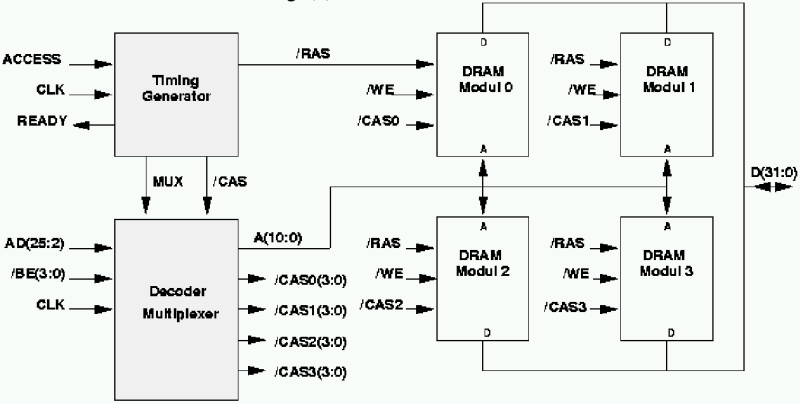 ACCESS
CLK
READY
Timing
Generator
/RAS
MUX
/CAS
AD(25:2)
/BE(3:0)
CLK
Decoder
Multiplexer
A(10:0)
/CAS0(3:0)
/CAS1(3:0)
/CAS2(3:0)
/CAS3(3:0)
D
DRAM
Modul 0
/WE
/CAS0
A
D
/RAS
DRAM
Modul 1
/WE
/CAS1
A
D(31:0)
A
/RAS
DRAM
Modul 2
/WE
/CAS2
D
A
/RAS
DRAM
Modul 3
/WE
/CAS3
D